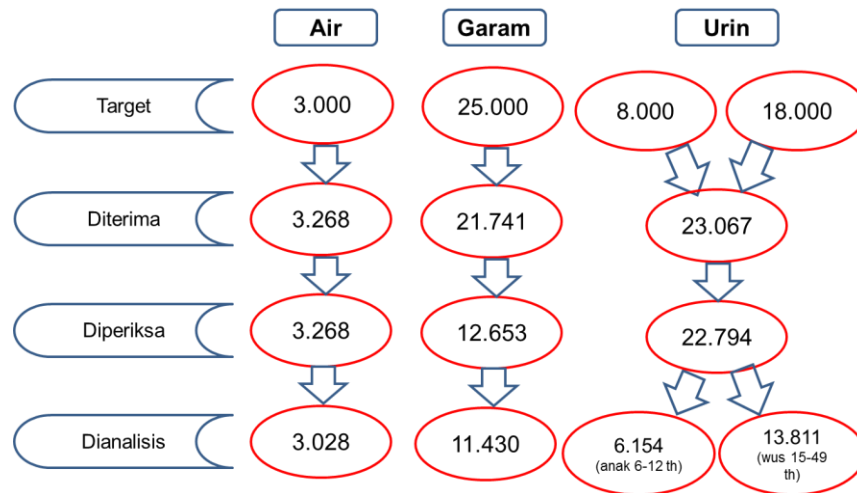 Air
Garam
Urin
Target
3.000
25.000
8.000
18.000
Diterima
3.268
21.741
23.067
Diperiksa
3.268
12.653
22.794
Dianalisis
3.028
11.430
6.154
(anak 6-12 th)
13.811
(wus 15-49
th)